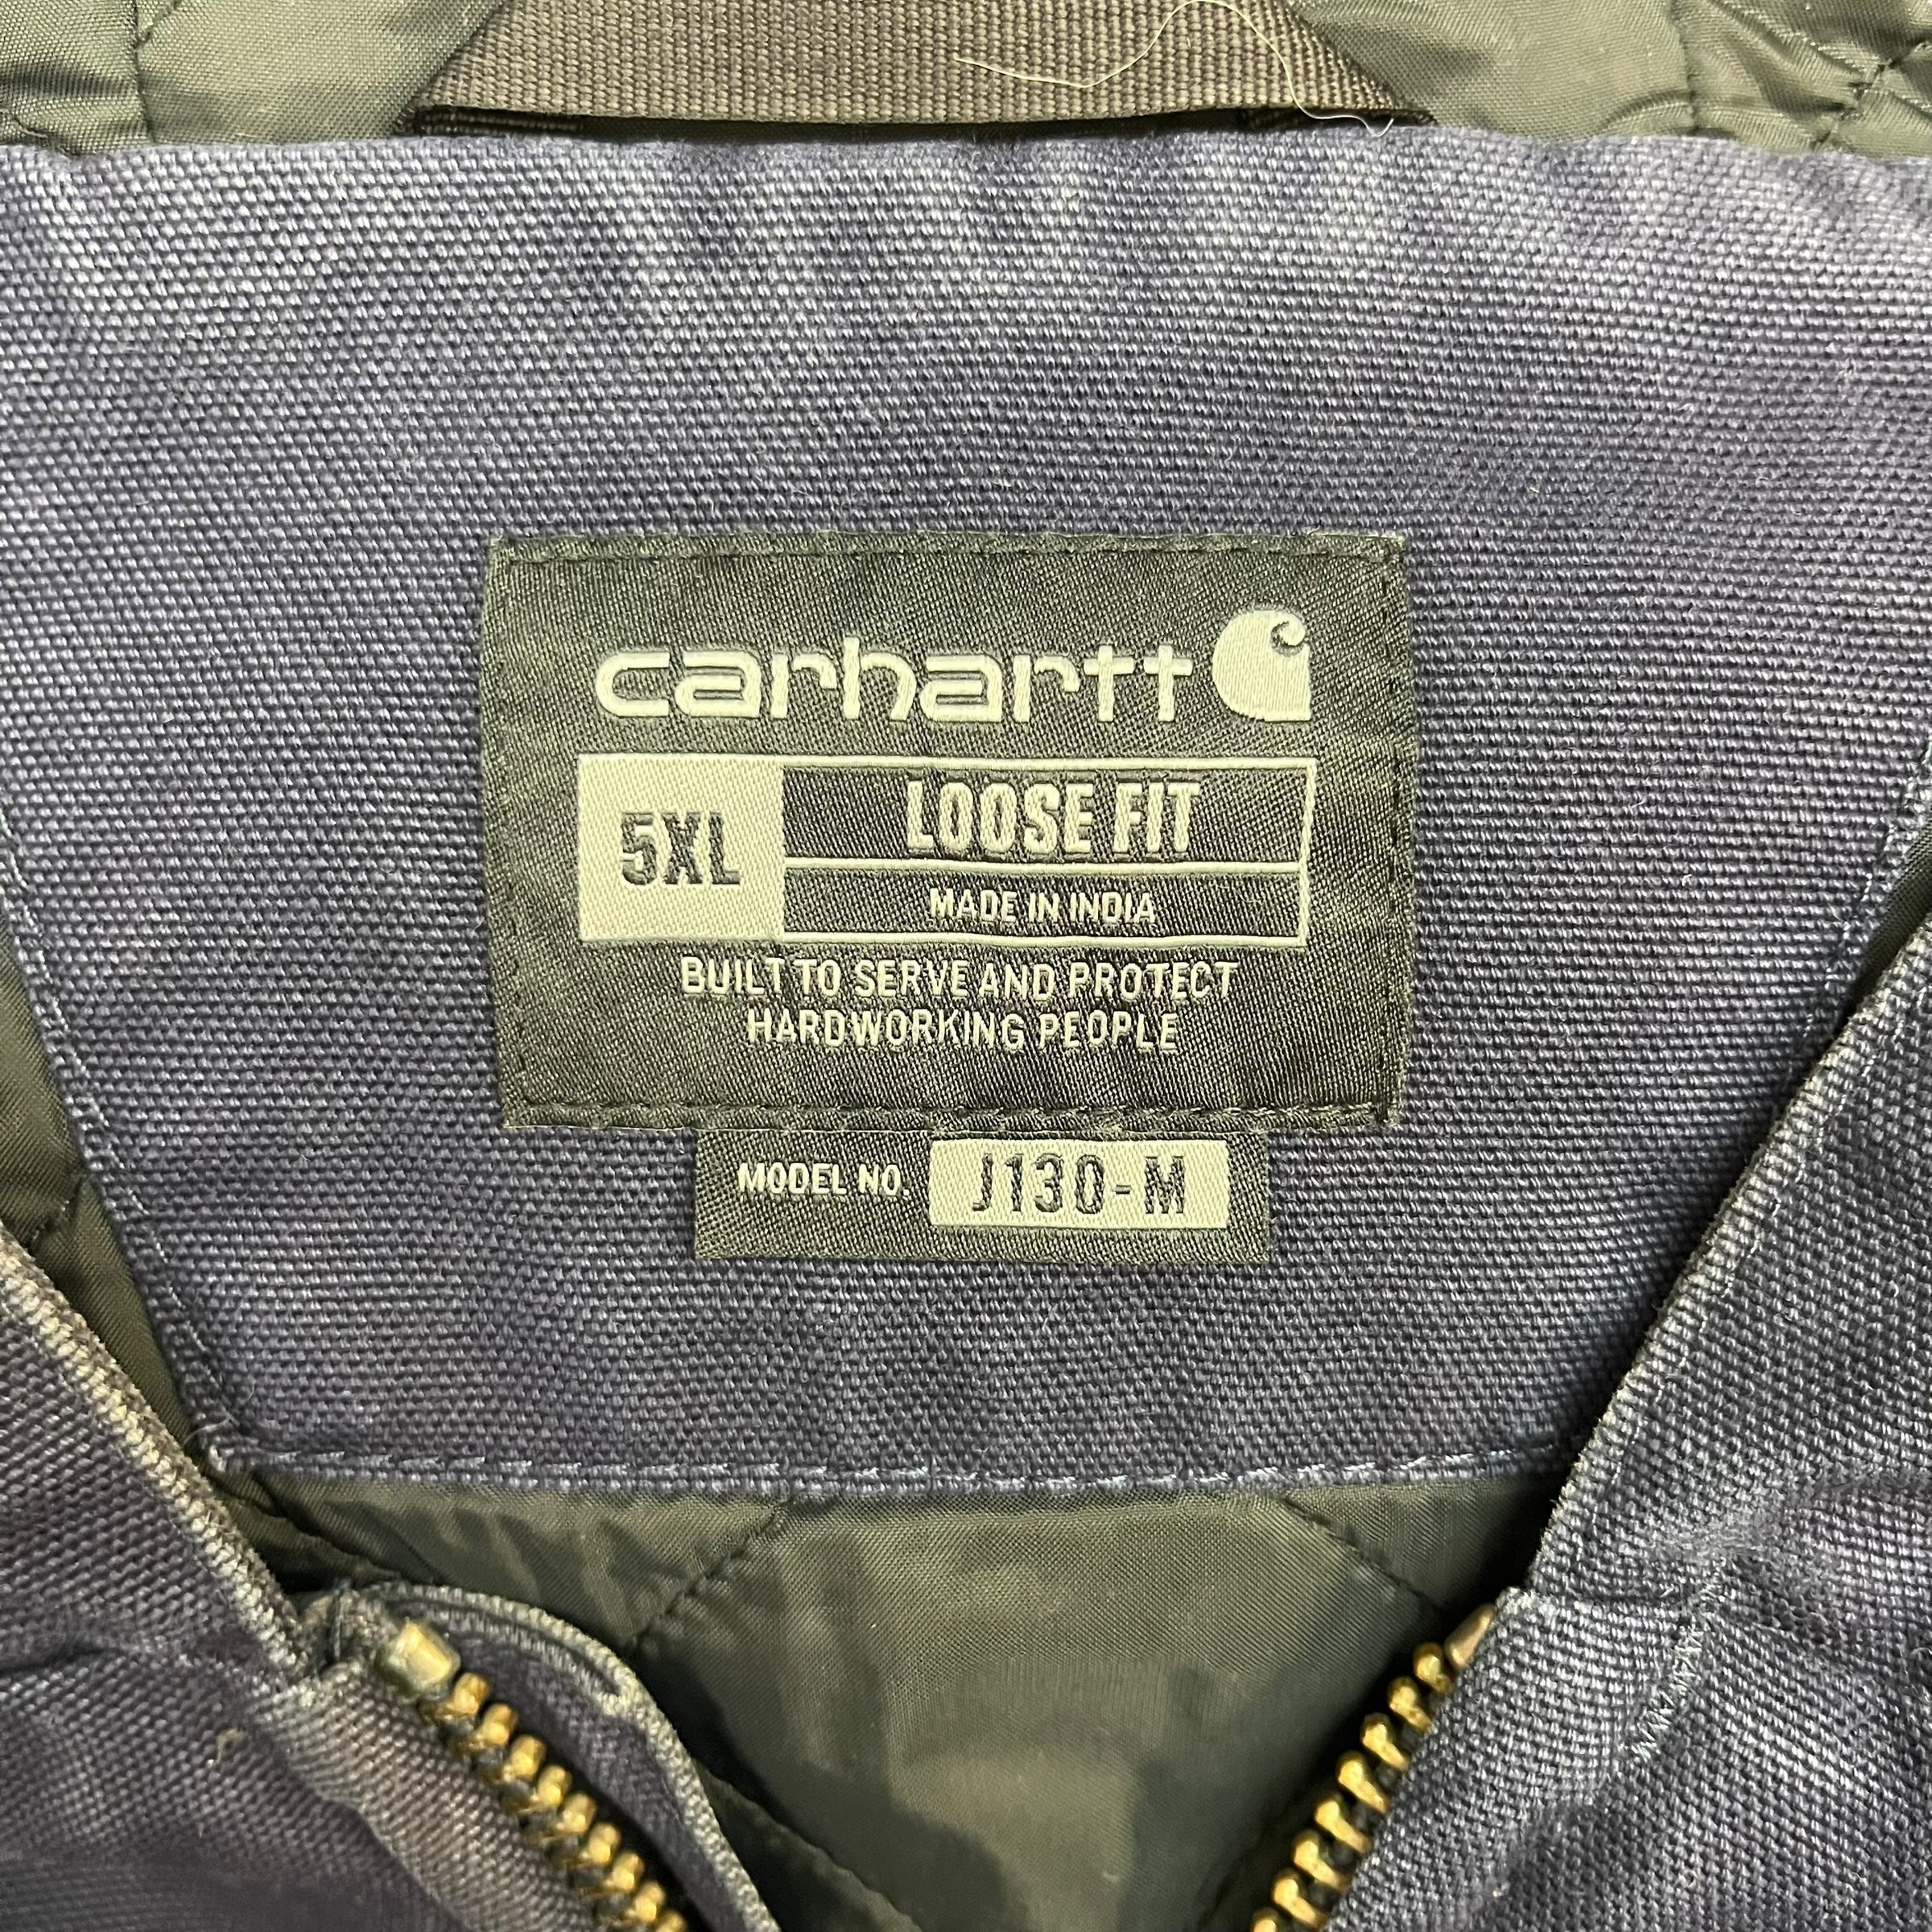 carhartt
5XL
LOOSE FIT
MADE IN INDIA
BUILT TO SERVE AND PROTECT
HARDWORKING PEOPLE
MODEL NO. J130-M